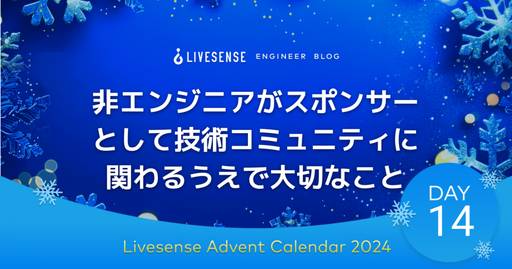 LIVESENSE ENGINEER BLOG
非エンジニアがスポンサー
として技術コミュニティに
関わるうえで大切なこと
DAY
14
Livesense Advent Calendar 2024